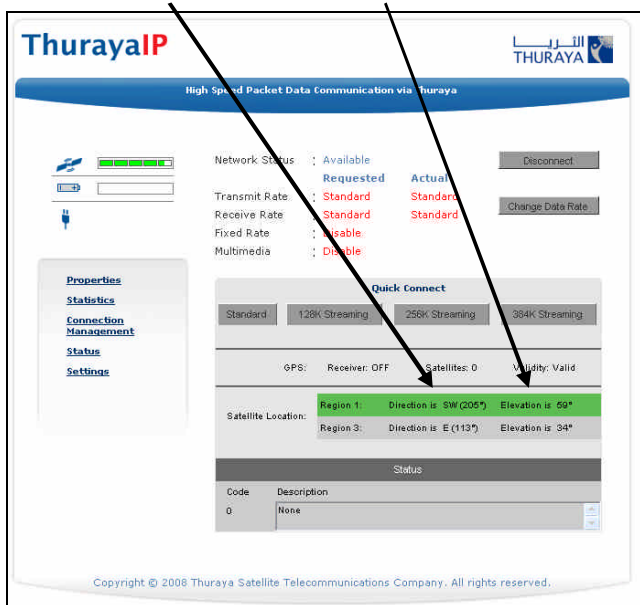 ThurayaIP
الثريا
THURAYA
High Speed Packet Data Communication via Thuraya
Network Status : Available
Requested Actual
Transmit Rate : Standard Standard
Receive Rate : Standard Standard
Fixed Rate : Disable
Multimedia : Disable
Disconnect
Change Data Rate
Properties
Statistics
Connection
Management
Status
Settings
Quick Connect
Standard 128K Streaming 256K Streaming 384K Streaming
GPS: Receiver: OFF Satellites: 0 Validity: Valid
Satellite Location:
Region 1: Direction is SW (205°) Elevation is 59°
Region 3: Direction is E (113°) Elevation is 34°
Status
Code Description
0 None
Copyright © 2008 Thuraya Satellite Telecommunications Company. All rights reserved.